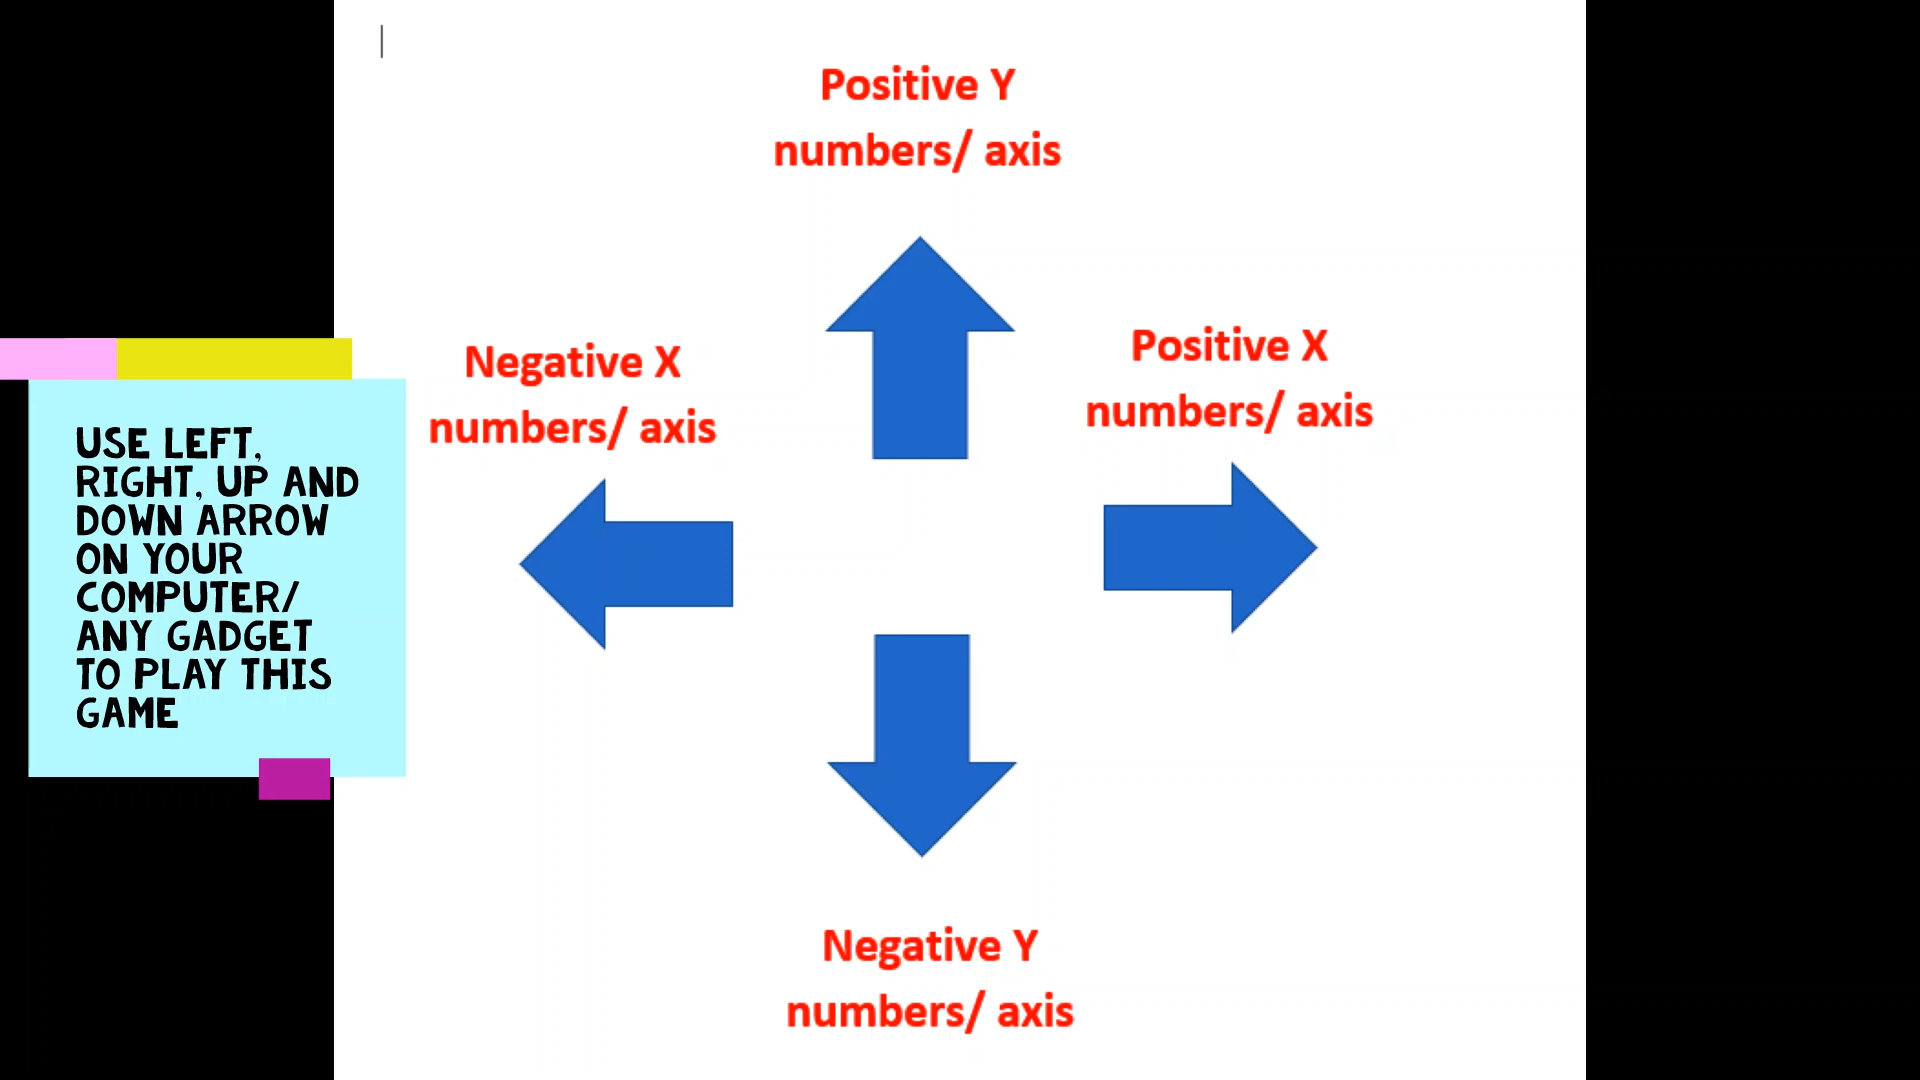 Positive Y
numbers/ axis
Negative X
numbers/ axis
Positive X
numbers/ axis
USE LEFT,
RIGHT, UP AND
DOWN ARROW
ON YOUR
COMPUTER/
ANY GADGET
TO PLAY THIS
GAME
Negative Y
numbers/ axis